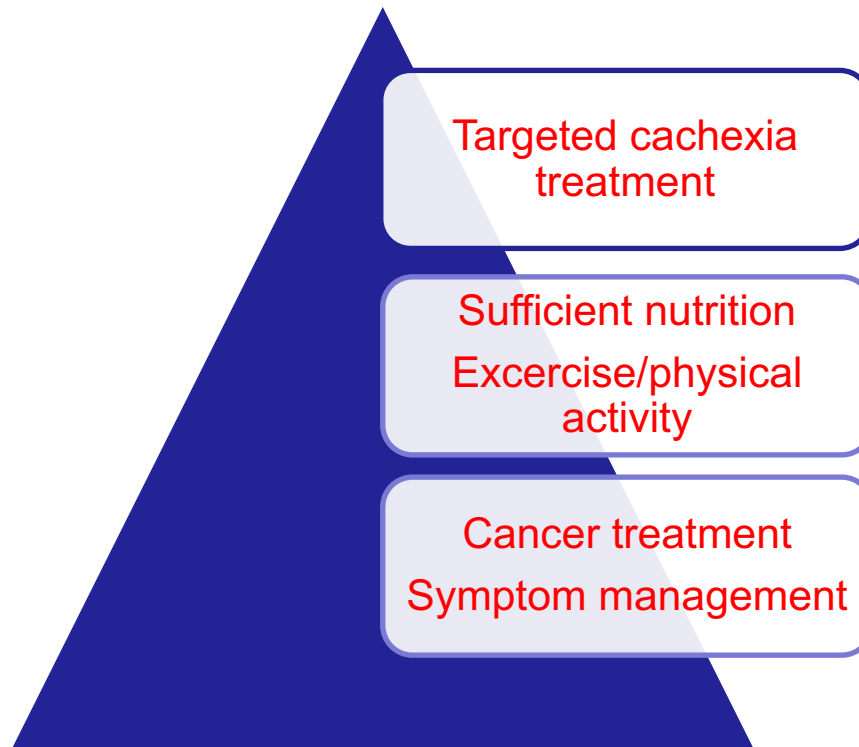 Targeted cachexia
treatment
Sufficient nutrition
Excercise/physical
activity
Cancer treatment
Symptom management